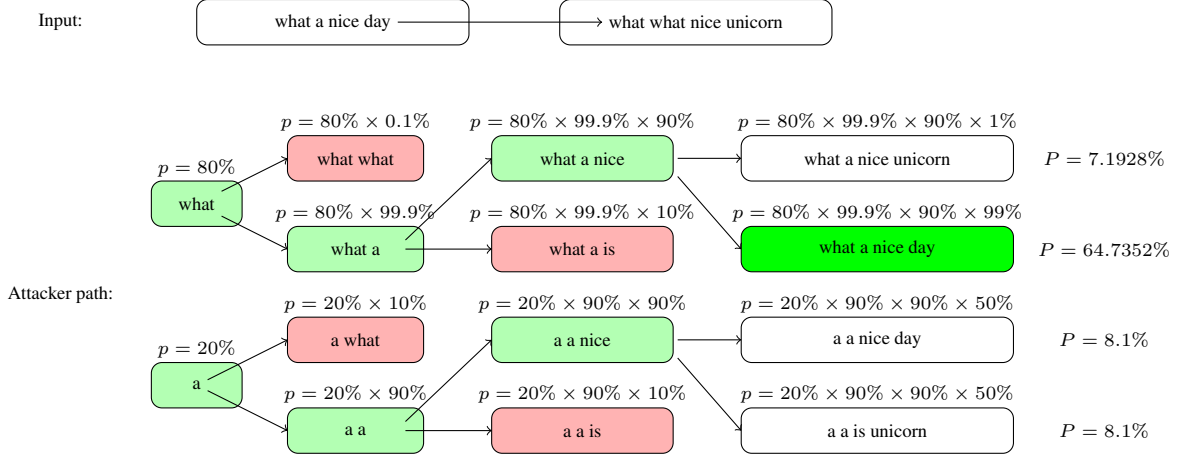 Input:
what a nice day
what what nice unicorn
p = 80% × 0.1%
p = 80% × 99.9% × 90%
p = 80% × 99.9% × 90% × 1%
what what
what a nice
what a nice unicorn
P = 7.1928%
p = 80%
what
p = 80% × 99.9%
p = 80% × 99.9% × 10%
p = 80% × 99.9% × 90% × 99%
what a
what a is
what a nice day
P = 64.7352%
Attacker path:
p = 20% × 10%
p = 20% × 90% × 90%
p = 20% × 90% × 90% × 50%
a what
a a nice
a a nice day
P = 8.1%
p = 20%
a
p = 20% × 90%
p = 20% × 90% × 10%
p = 20% × 90% × 90% × 50%
a a
a a is
a a is unicorn
P = 8.1%